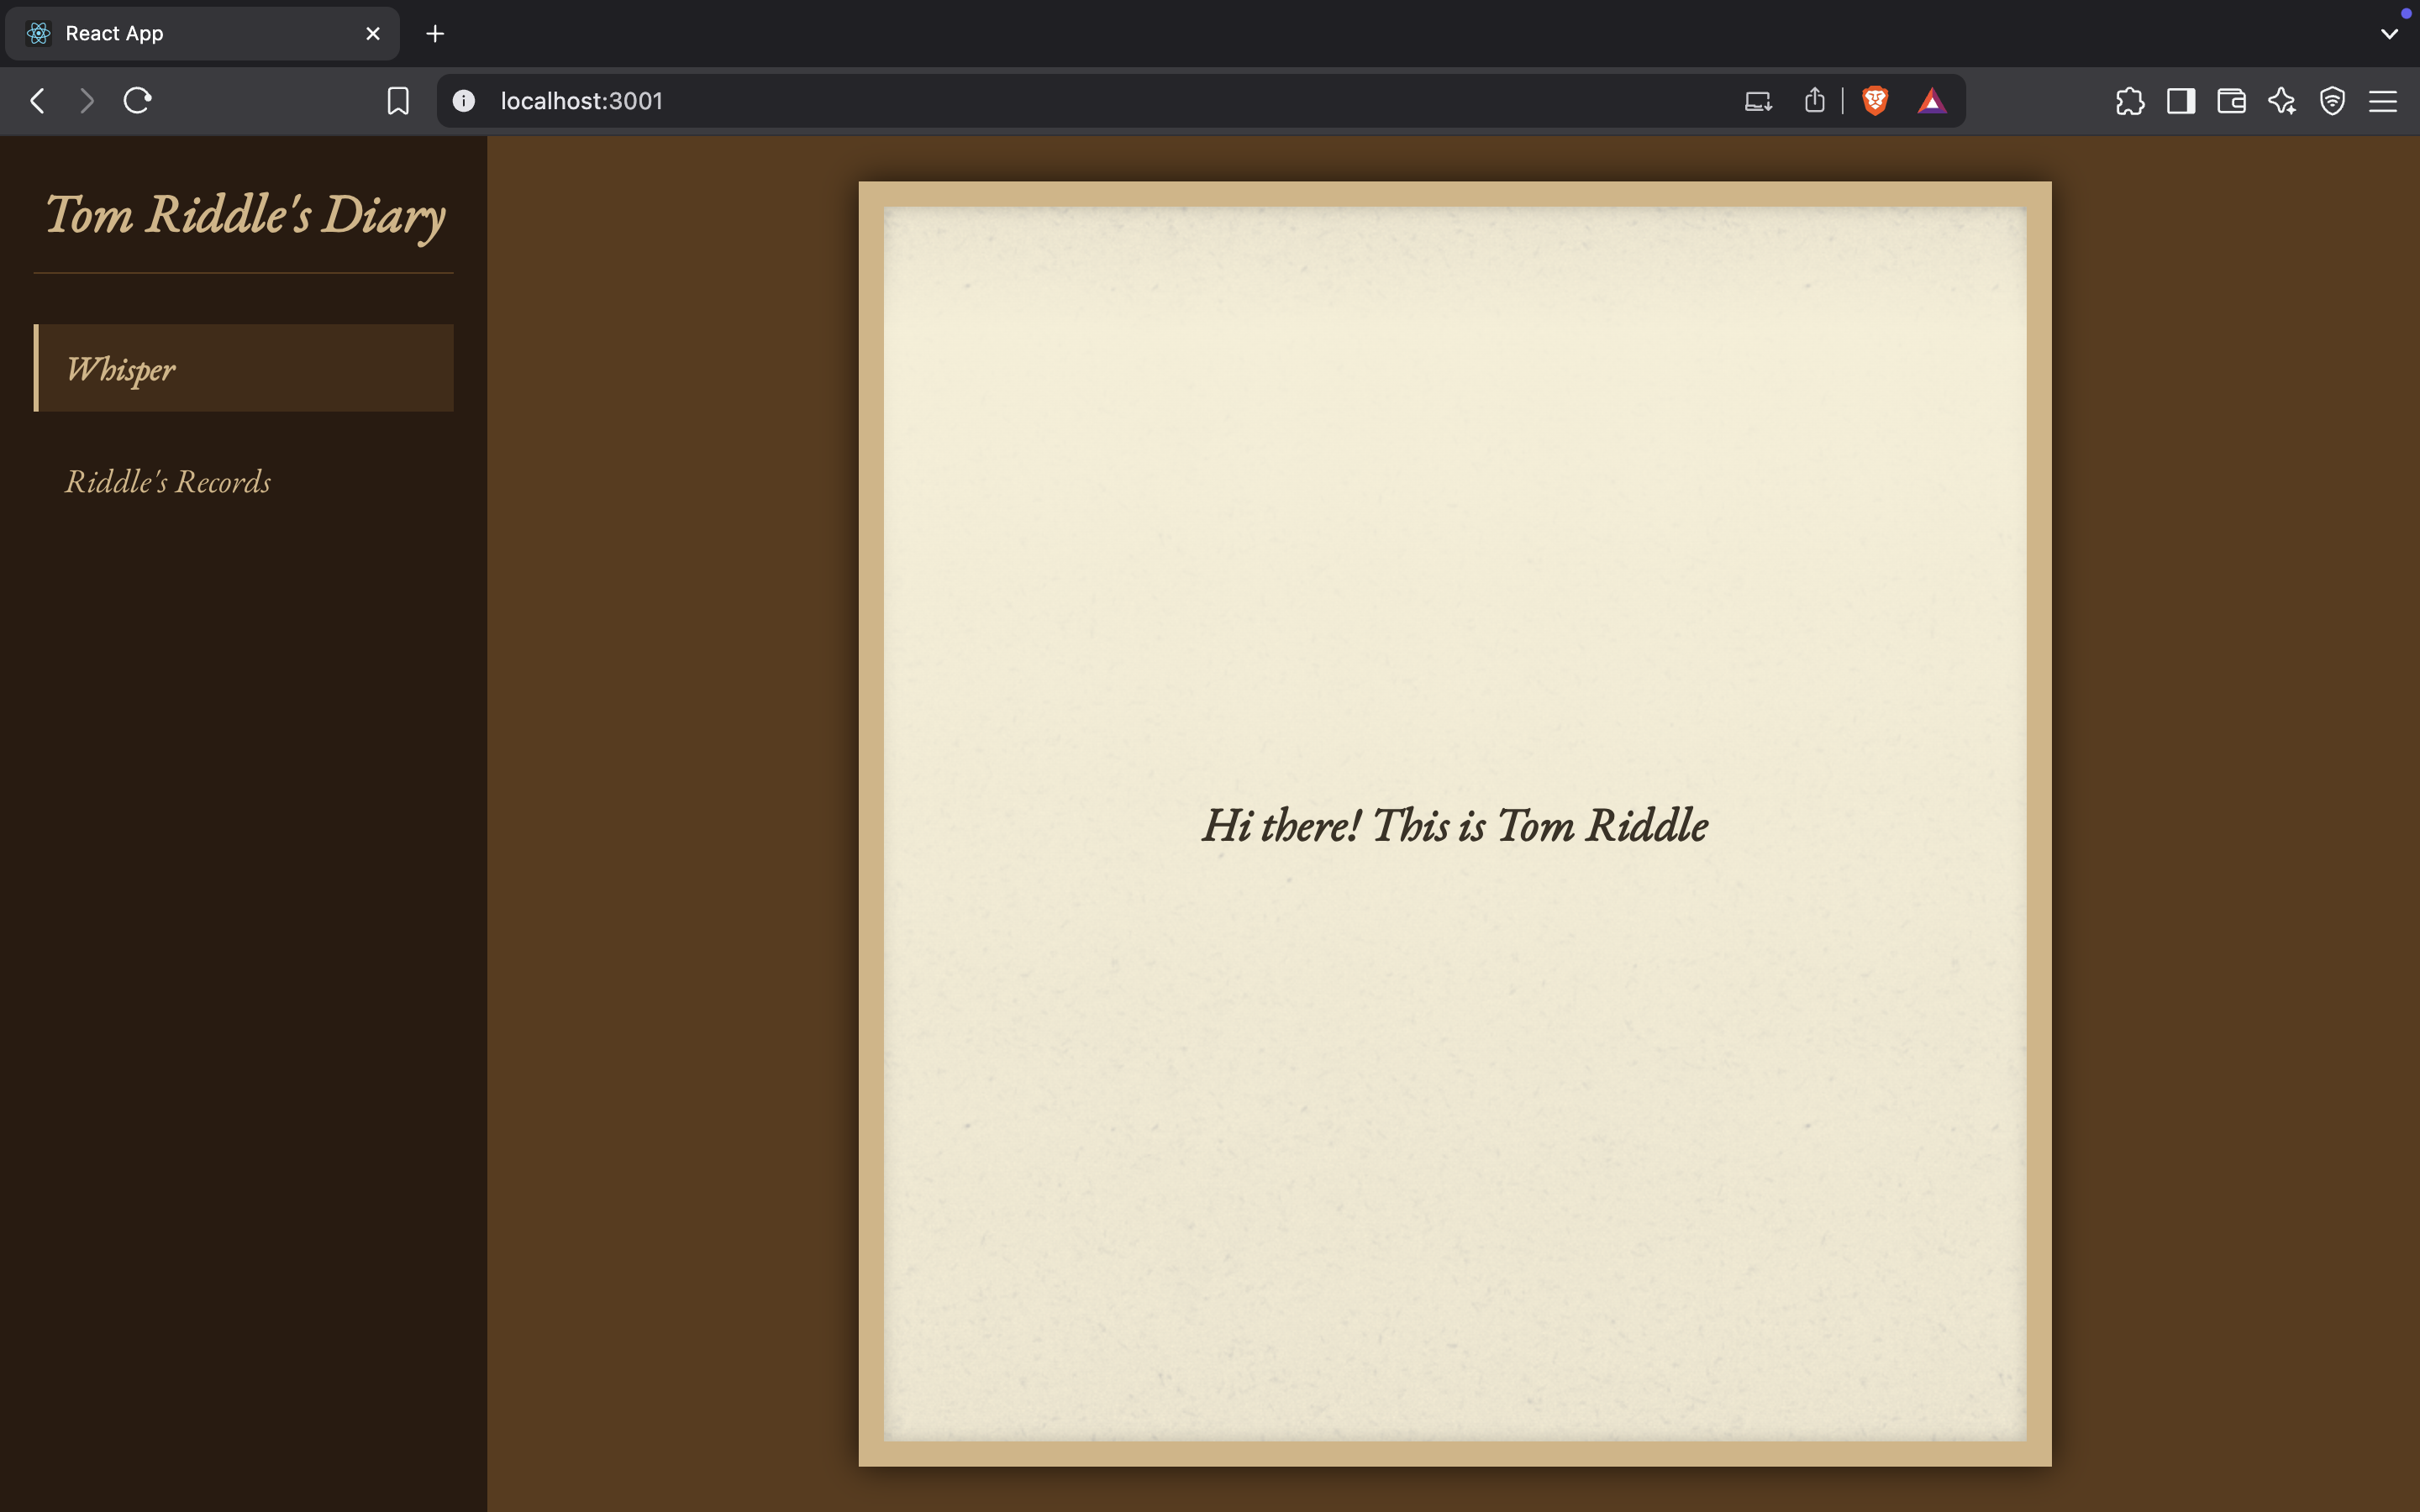 React App
localhost:3001
Tom Riddle's Diary
Whisper
Riddle's Records
Hi there! This is Tom Riddle